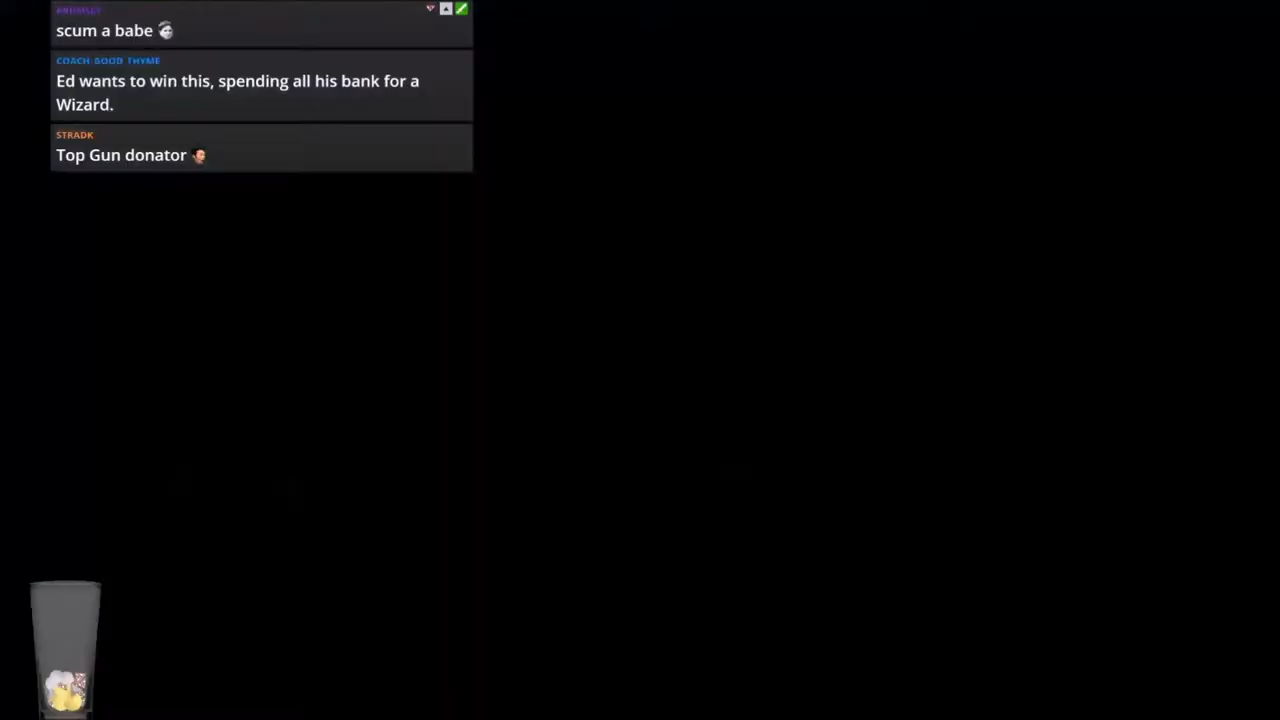 scum a babe
COACH GOOD THYME
Ed wants to win this, spending all his bank for a
Wizard.
STRADK
Top Gun donator